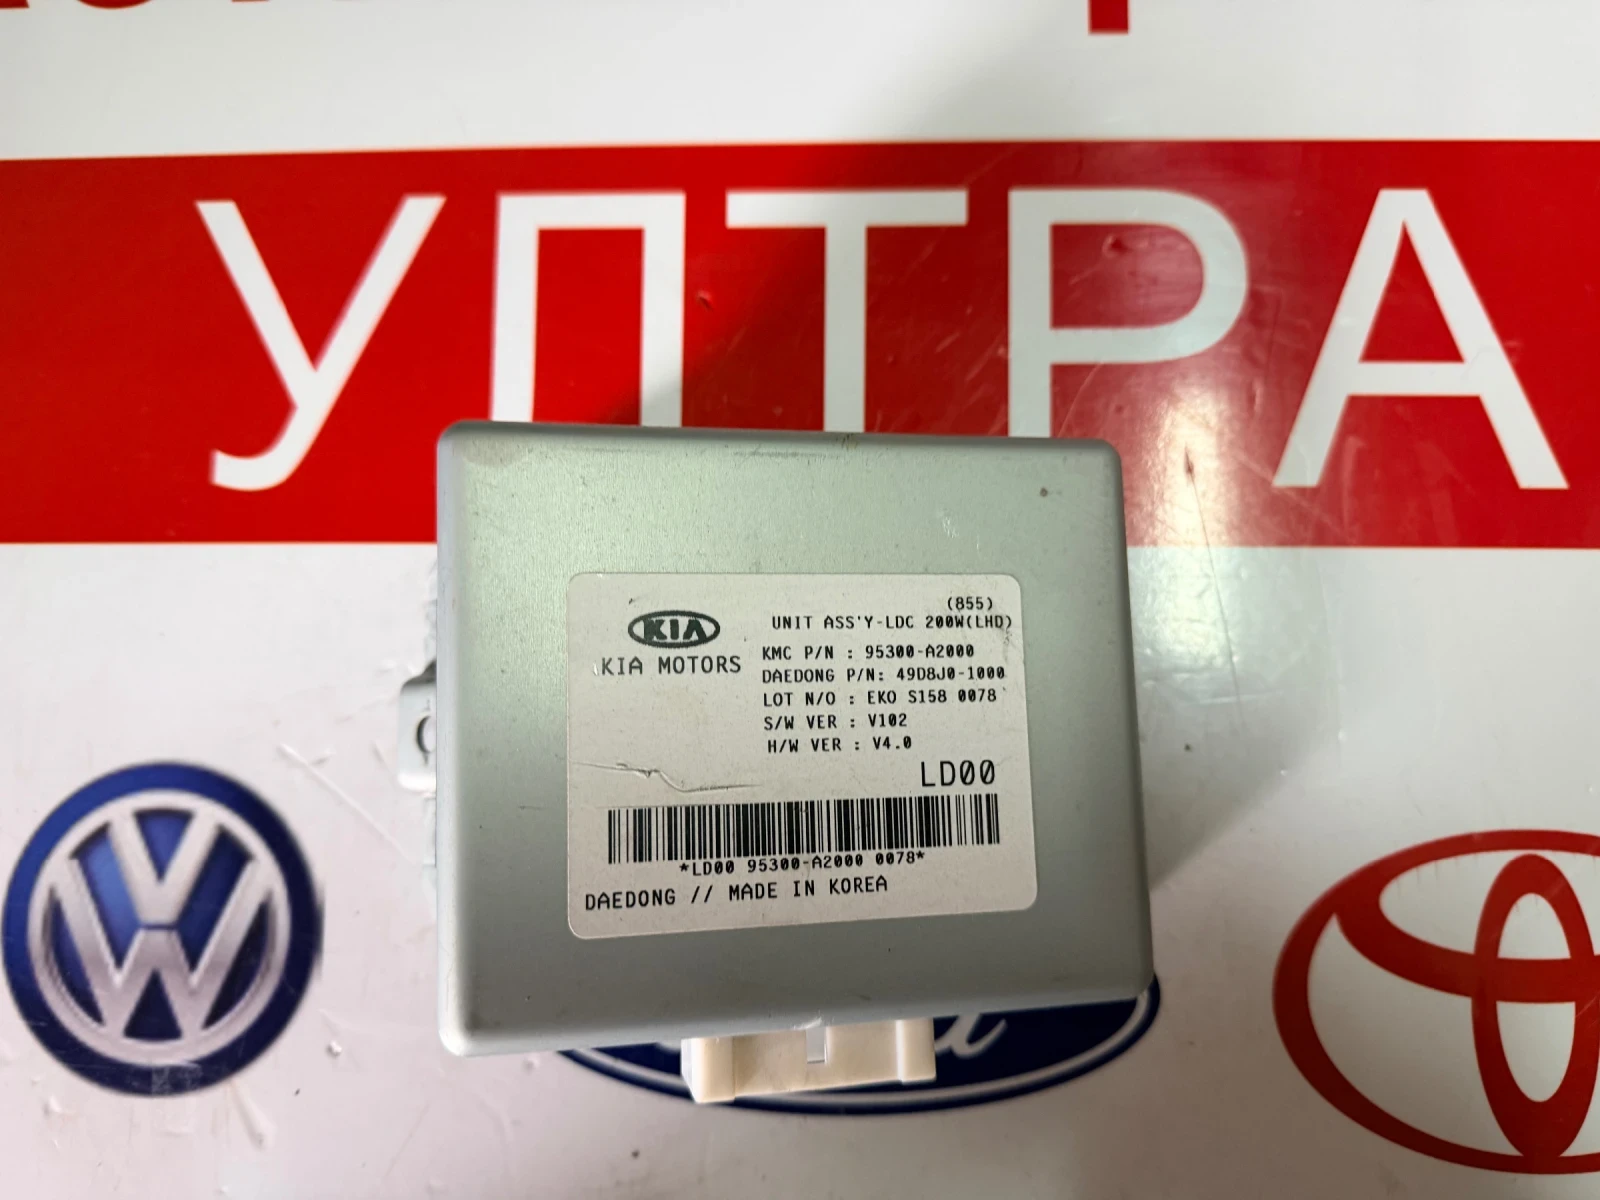 УПТРА
(855)
UNIT ASS'Y-LDC 200W(LHD)
KIA
KIA MOTORS
KMC P/N : 95300-A2000
DAEDONG P/N: 49D8J0-1000
LOT N/O : EKO S158 0078
S/W VER : V102
H/W VER : V4.0
LD00
*LD00 95300-A2000 0078*
DAEDONG // MADE IN KOREA